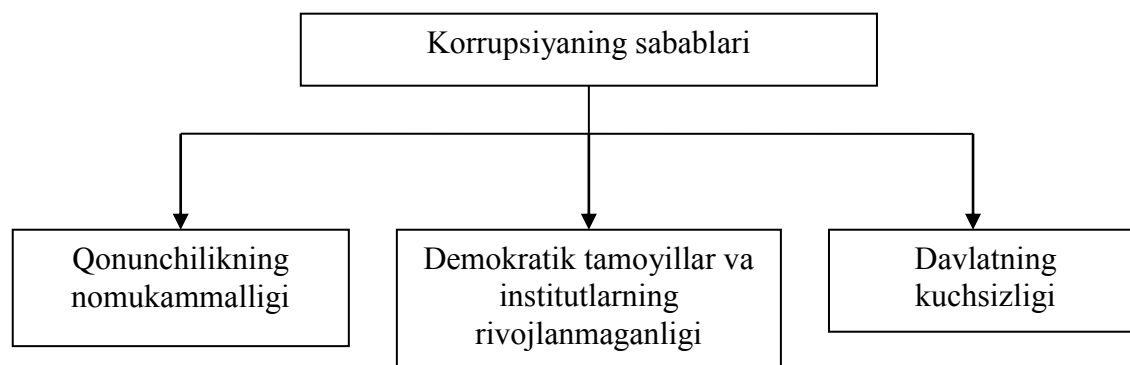 Korrupsiyaning sabablari
Qonunchilikning
nomukammalligi
Demokratik tamoyillar va
institutlarning
rivojlanmaganligi
Davlatning
kuchsizligi